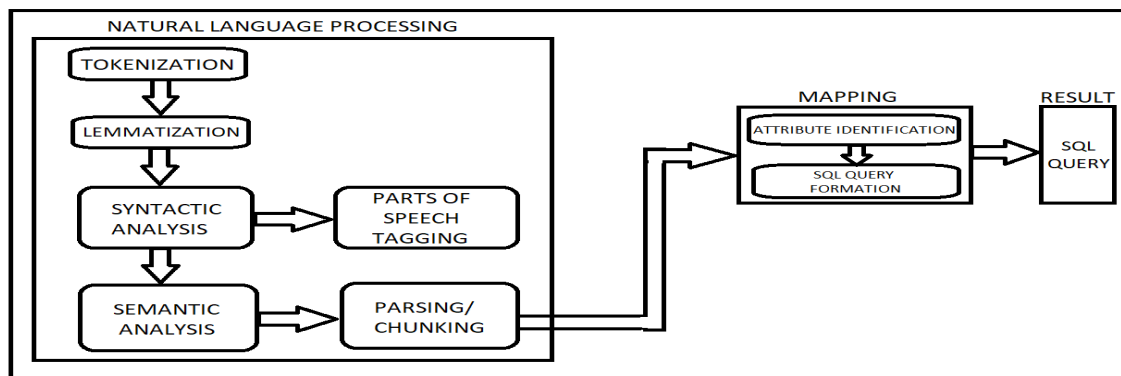 NATURAL LANGUAGE PROCESSING
TOKENIZATION
LEMMATIZATION
SYNTACTIC
ANALYSIS
PARTS OF
SPEECH
TAGGING
SEMANTIC
ANALYSIS
PARSING/
CHUNKING
MAPPING
ATTRIBUTE IDENTIFICATION
SQL QUERY
FORMATION
RESULT
SQL
QUERY